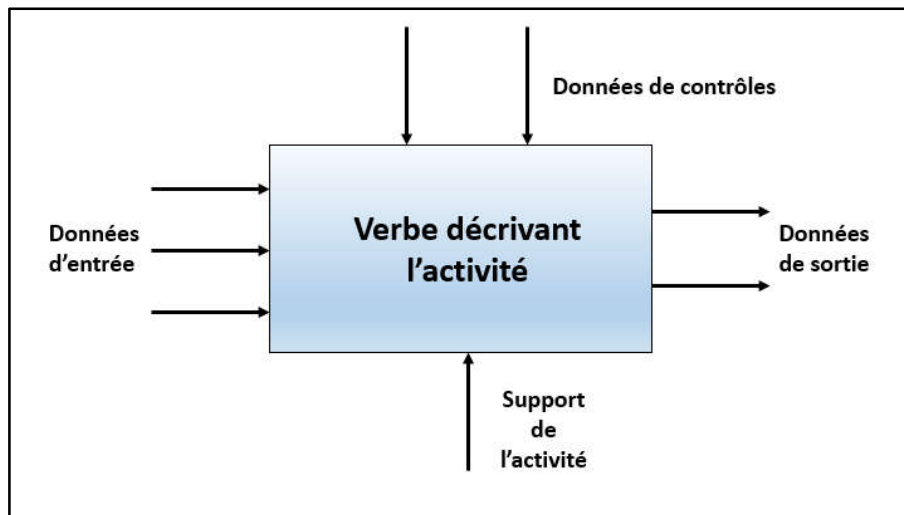 Données de contrôles
Verbe décrivant
l'activité
Données
d'entrée
Données
de sortie
Support
de
l'activité